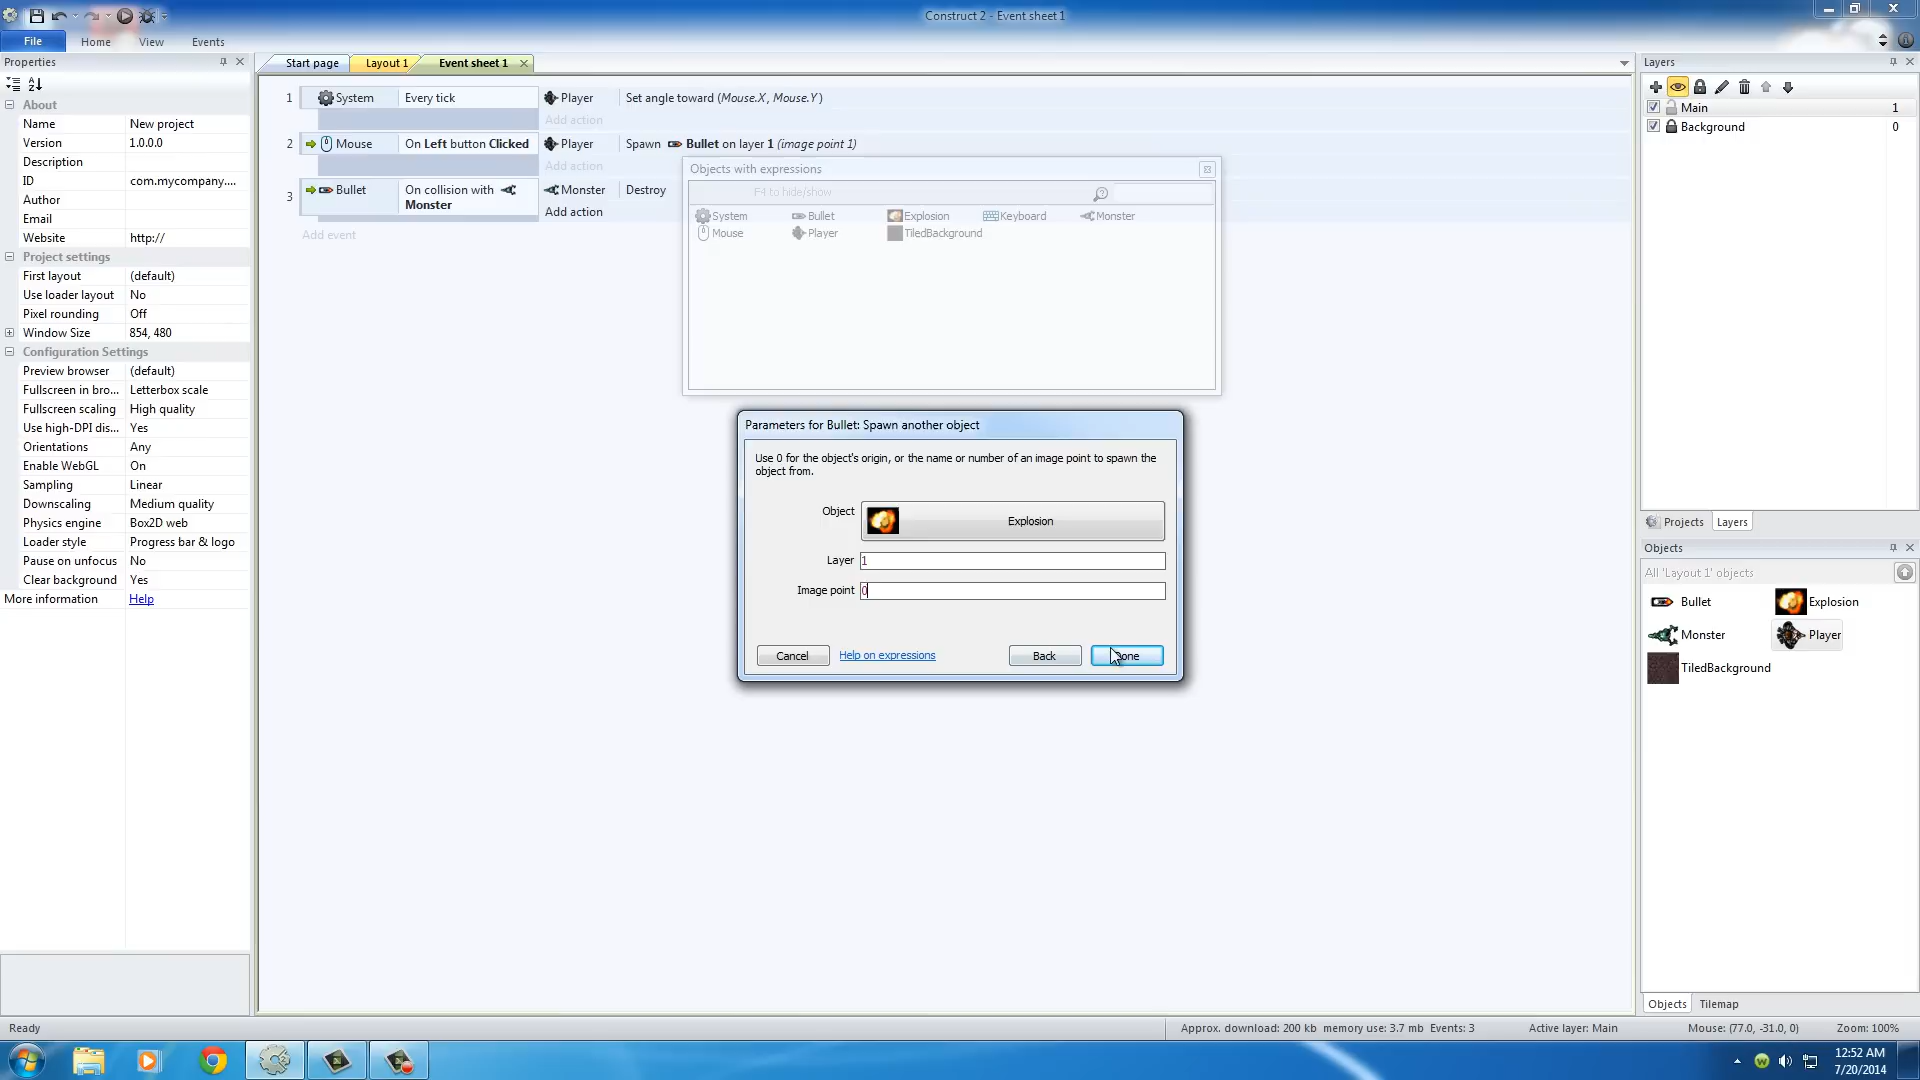 Construct 2 - Event sheet 1
File Home View Events
Properties
About
Name New project
Version 1.0.0.0
Description
ID com.mycompany....
Author
Email
Website http://
Project settings
First layout (default)
Use loader layout No
Pixel rounding Off
Window Size 854, 480
Configuration Settings
Preview browser (default)
Fullscreen in bro... Letterbox scale
Fullscreen scaling High quality
Use high-DPI dis... Yes
Orientations Any
Enable WebGL On
Sampling Linear
Downscaling Medium quality
Physics engine Box2D web
Loader style Progress bar & logo
Pause on unfocus No
Clear background Yes
More information Help
Start page Layout 1 Event sheet 1
1 System Every tick Player Set angle toward (Mouse.X, Mouse.Y)
Add action
2 Mouse On Left button Clicked Player Spawn Bullet on layer 1 (image point 1)
Add action
3 Bullet On collision with Monster Monster Destroy
Add action
Add event
Objects with expressions
F4 to hide/show
System Bullet Explosion Keyboard Monster
Mouse Player TiledBackground
Parameters for Bullet: Spawn another object
Use 0 for the object's origin, or the name or number of an image point to spawn the
object from.
Object Explosion
Layer 1
Image point 0
Cancel Help on expressions Back Done
Layers
Main 1
Background 0
Projects Layers
Objects
All 'Layout 1' objects
Bullet Explosion
Monster Player
TiledBackground
Objects Tilemap
Ready Approx. download: 200 kb memory use: 3.7 mb Events: 3 Active layer: Main Mouse: (77.0, -31.0, 0) Zoom: 100%
12:52 AM
7/20/2014